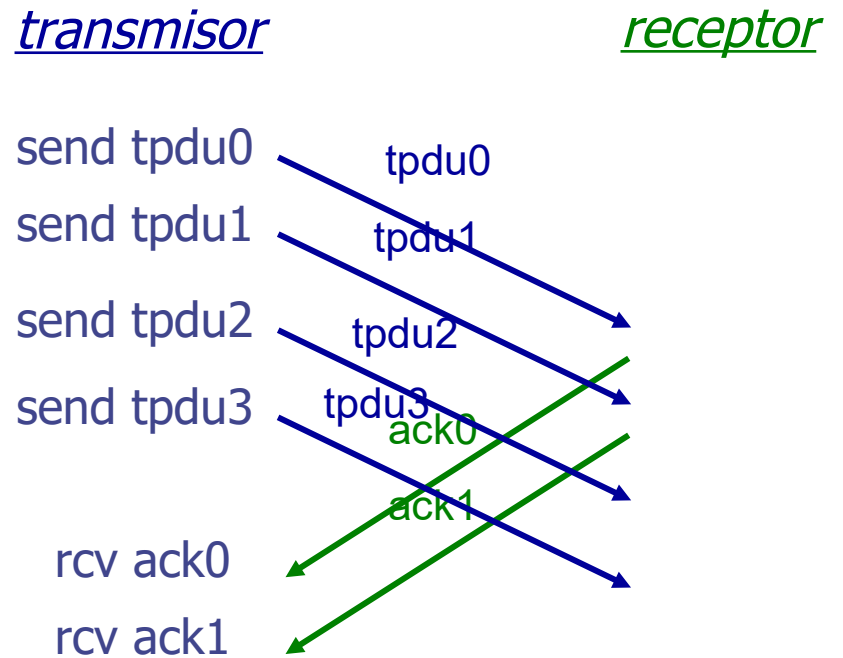 transmisor
receptor
send tpdu0
tpdu0
send tpdu1
tpdu1
send tpdu2
tpdu2
send tpdu3
tpdu3
ack0
ack1
rcv ack0
rcv ack1